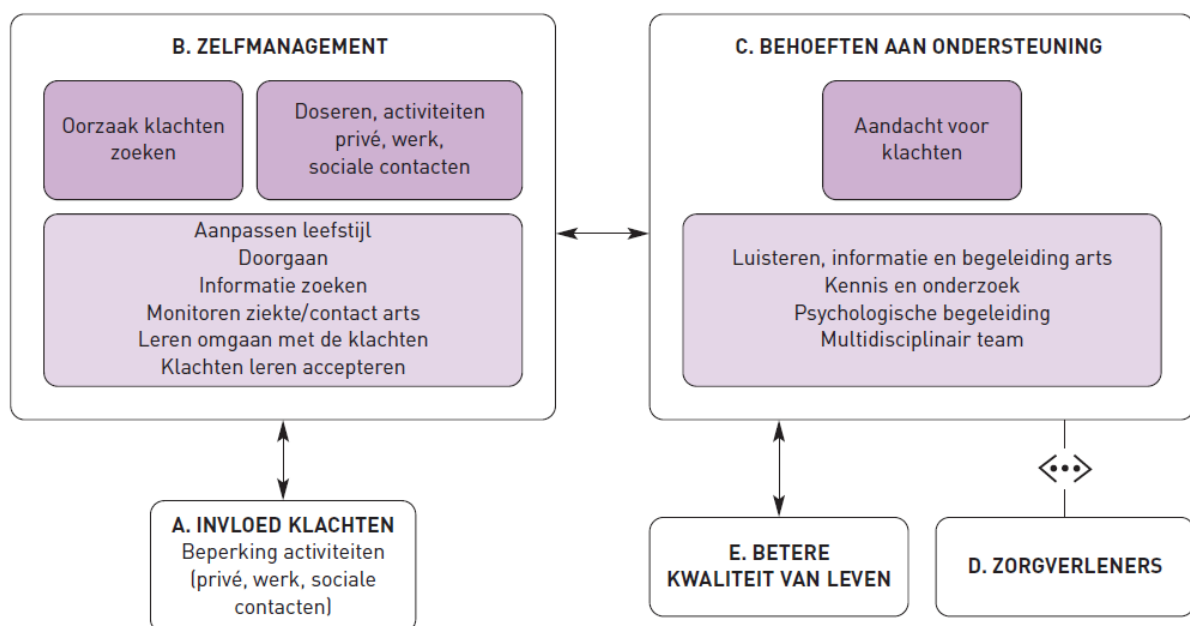 B. ZELFMANAGEMENT
Oorzaak klachten
zoeken
Doseren, activiteiten
privé, werk,
sociale contacten
Aanpassen leefstijl
Doorgaan
Informatie zoeken
Monitoren ziekte/contact arts
Leren omgaan met de klachten
Klachten leren accepteren
C. BEHOEFTEN AAN ONDERSTEUNING
Aandacht voor
klachten
Luisteren, informatie en begeleiding arts
Kennis en onderzoek
Psychologische begeleiding
Multidisciplinair team
A. INVLOED KLACHTEN
Beperking activiteiten
(privé, werk, sociale
contacten)
E. BETERE
KWALITEIT VAN LEVEN
D. ZORGVERLENERS